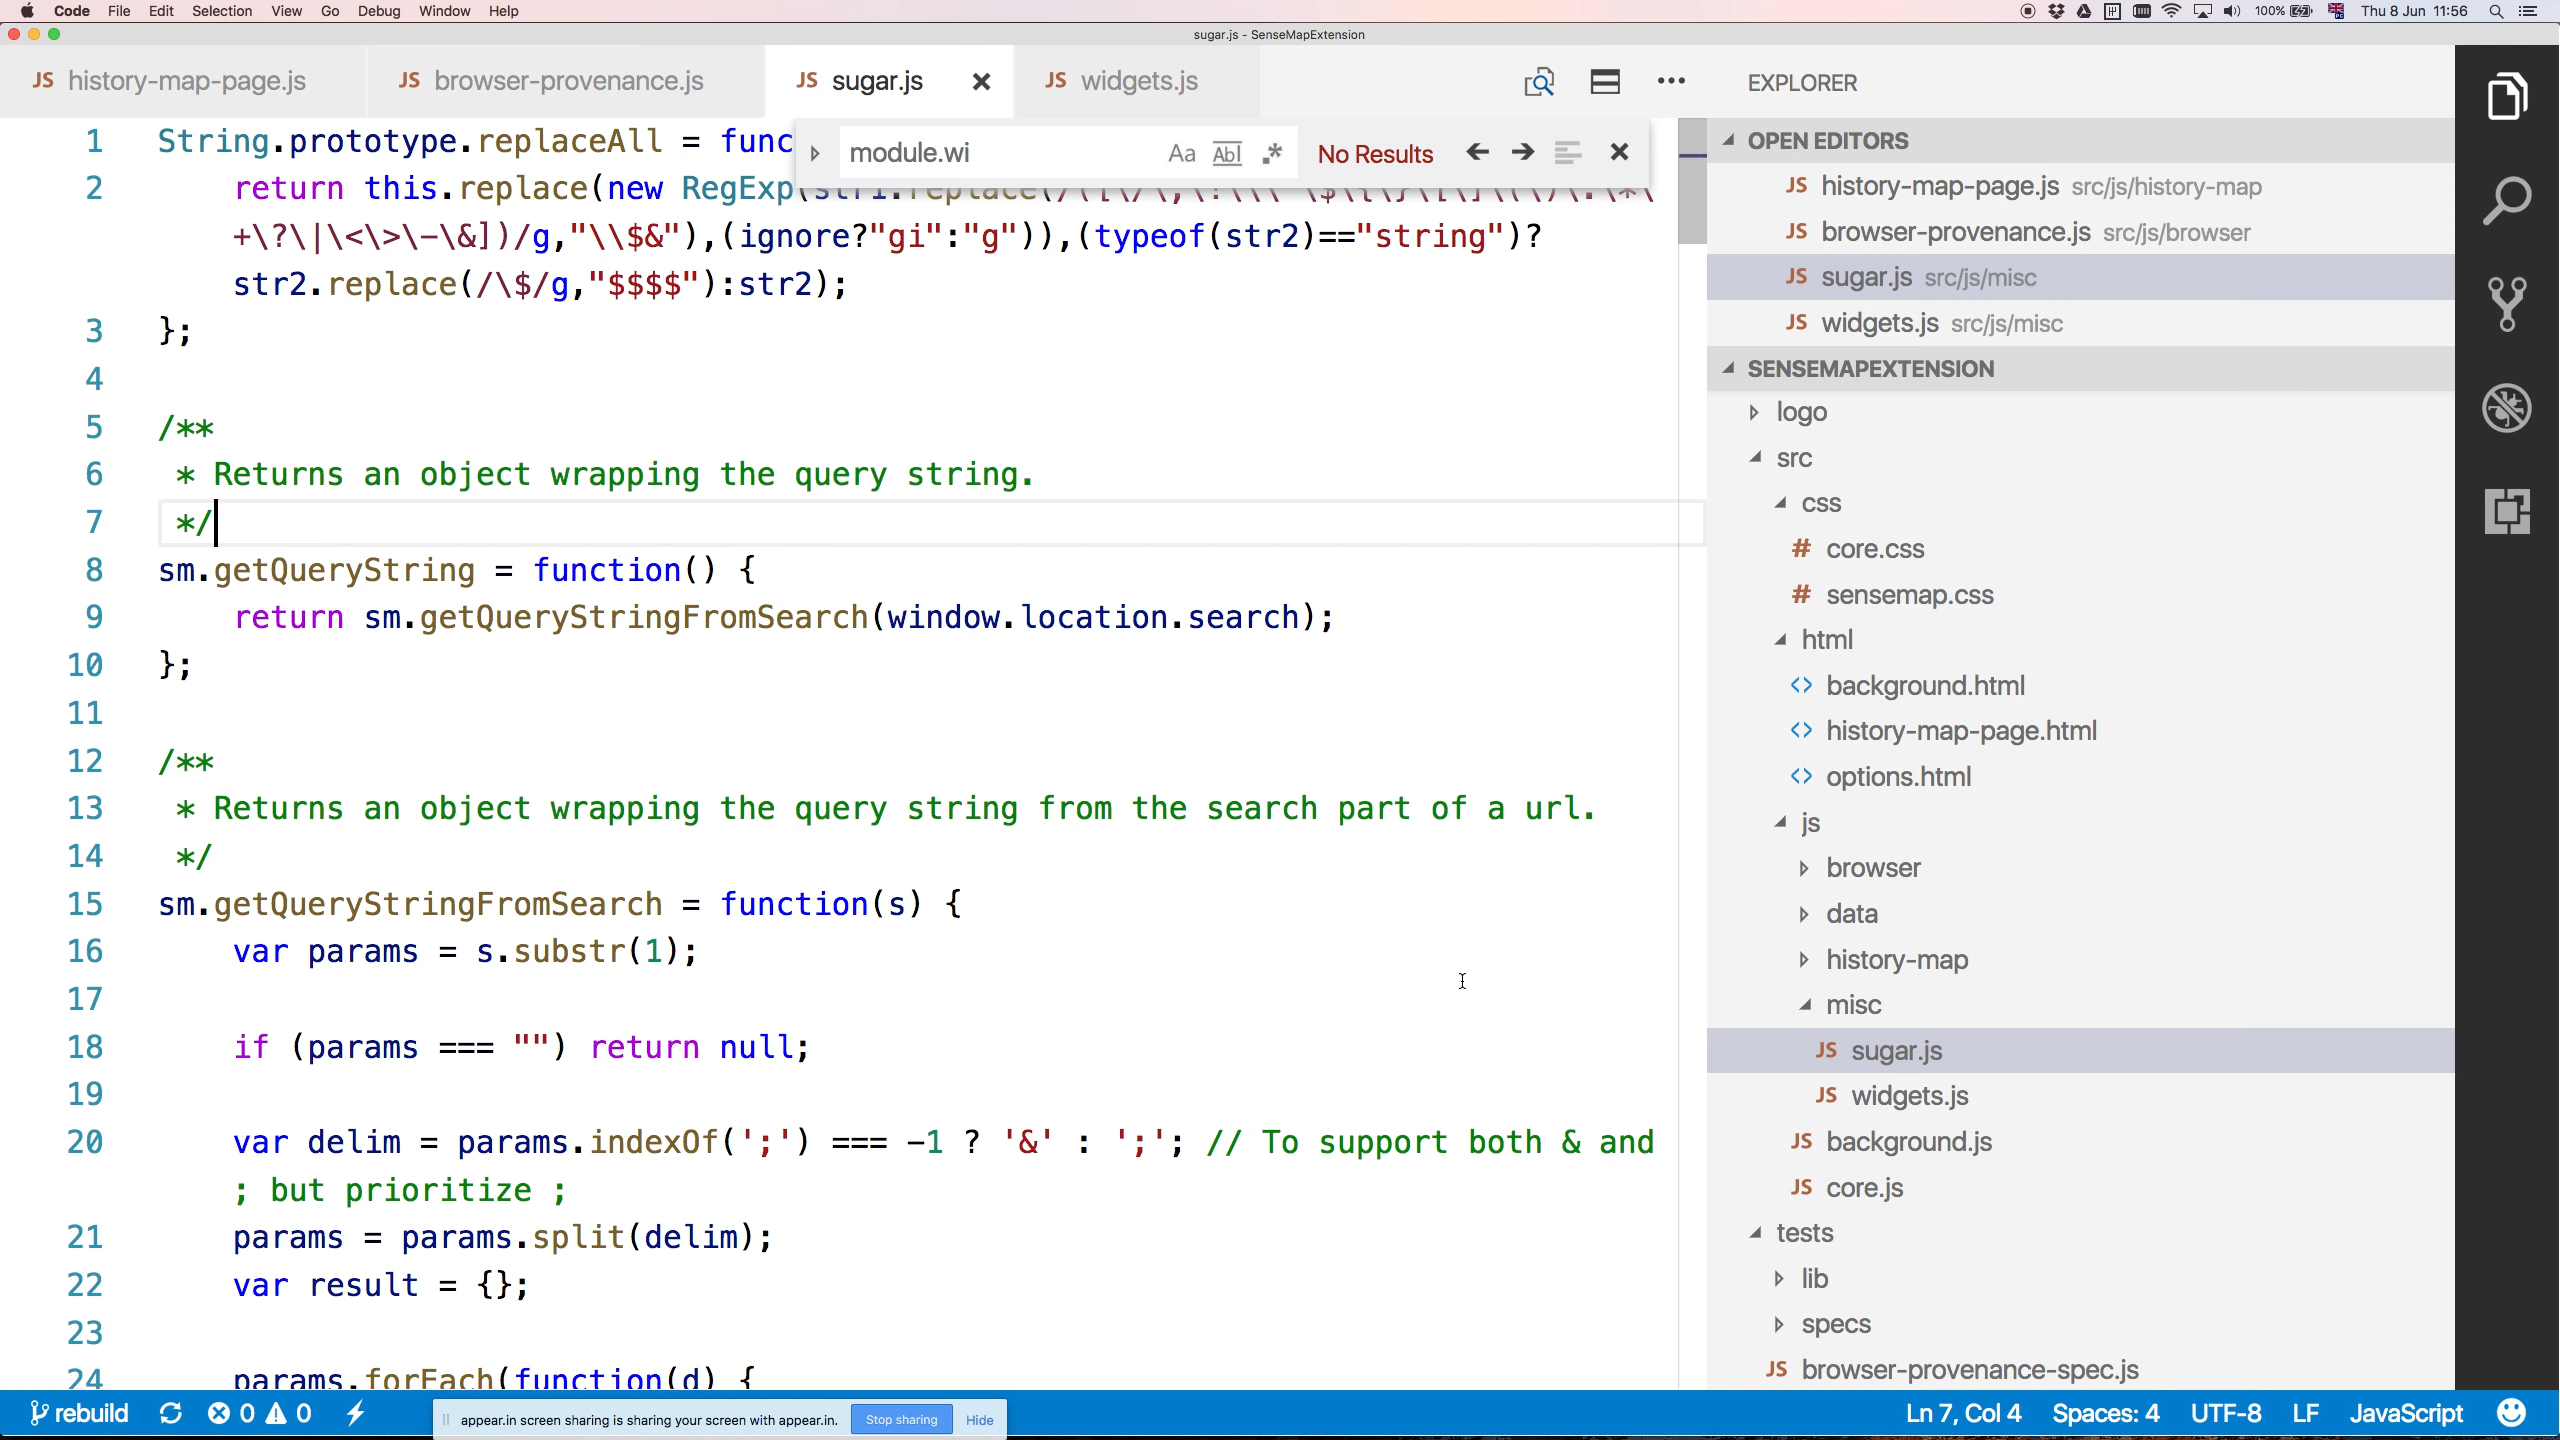 Code File Edit Selection View Go Debug Window Help 100% Thu 8 Jun 11:56
sugar.js - SenseMapExtension
JS history-map-page.js JS browser-provenance.js JS sugar.js JS widgets.js EXPLORER
module.wi Aa Abl .* No Results
1 String.prototype.replaceAll = func
2 return this.replace(new RegExp(
+\?\|\<\>\-\&])/g,"\\$&"),(ignore?"gi":"g")),(typeof(str2)=="string")?
str2.replace(/\$/g,"$$$$"):str2);
3 };
4
5 /**
6 * Returns an object wrapping the query string.
7 */
8 sm.getQueryString = function() {
9 return sm.getQueryStringFromSearch(window.location.search);
10 };
11
12 /**
13 * Returns an object wrapping the query string from the search part of a url.
14 */
15 sm.getQueryStringFromSearch = function(s) {
16 var params = s.substr(1);
17
18 if (params === "") return null;
19
20 var delim = params.indexOf(';') === -1 ? '&' : ';'; // To support both & and
; but prioritize ;
21 params = params.split(delim);
22 var result = {};
23
24 params.forEach(function(d) {
OPEN EDITORS
JS history-map-page.js src/js/history-map
JS browser-provenance.js src/js/browser
JS sugar.js src/js/misc
JS widgets.js src/js/misc
SENSEMAPEXTENSION
logo
src
css
# core.css
# sensemap.css
html
<> background.html
<> history-map-page.html
<> options.html
js
browser
data
history-map
misc
JS sugar.js
JS widgets.js
JS background.js
JS core.js
tests
lib
specs
JS browser-provenance-spec.js
rebuild 0 0 Ln 7, Col 4 Spaces: 4 UTF-8 LF JavaScript
appear.in screen sharing is sharing your screen with appear.in. Stop sharing Hide